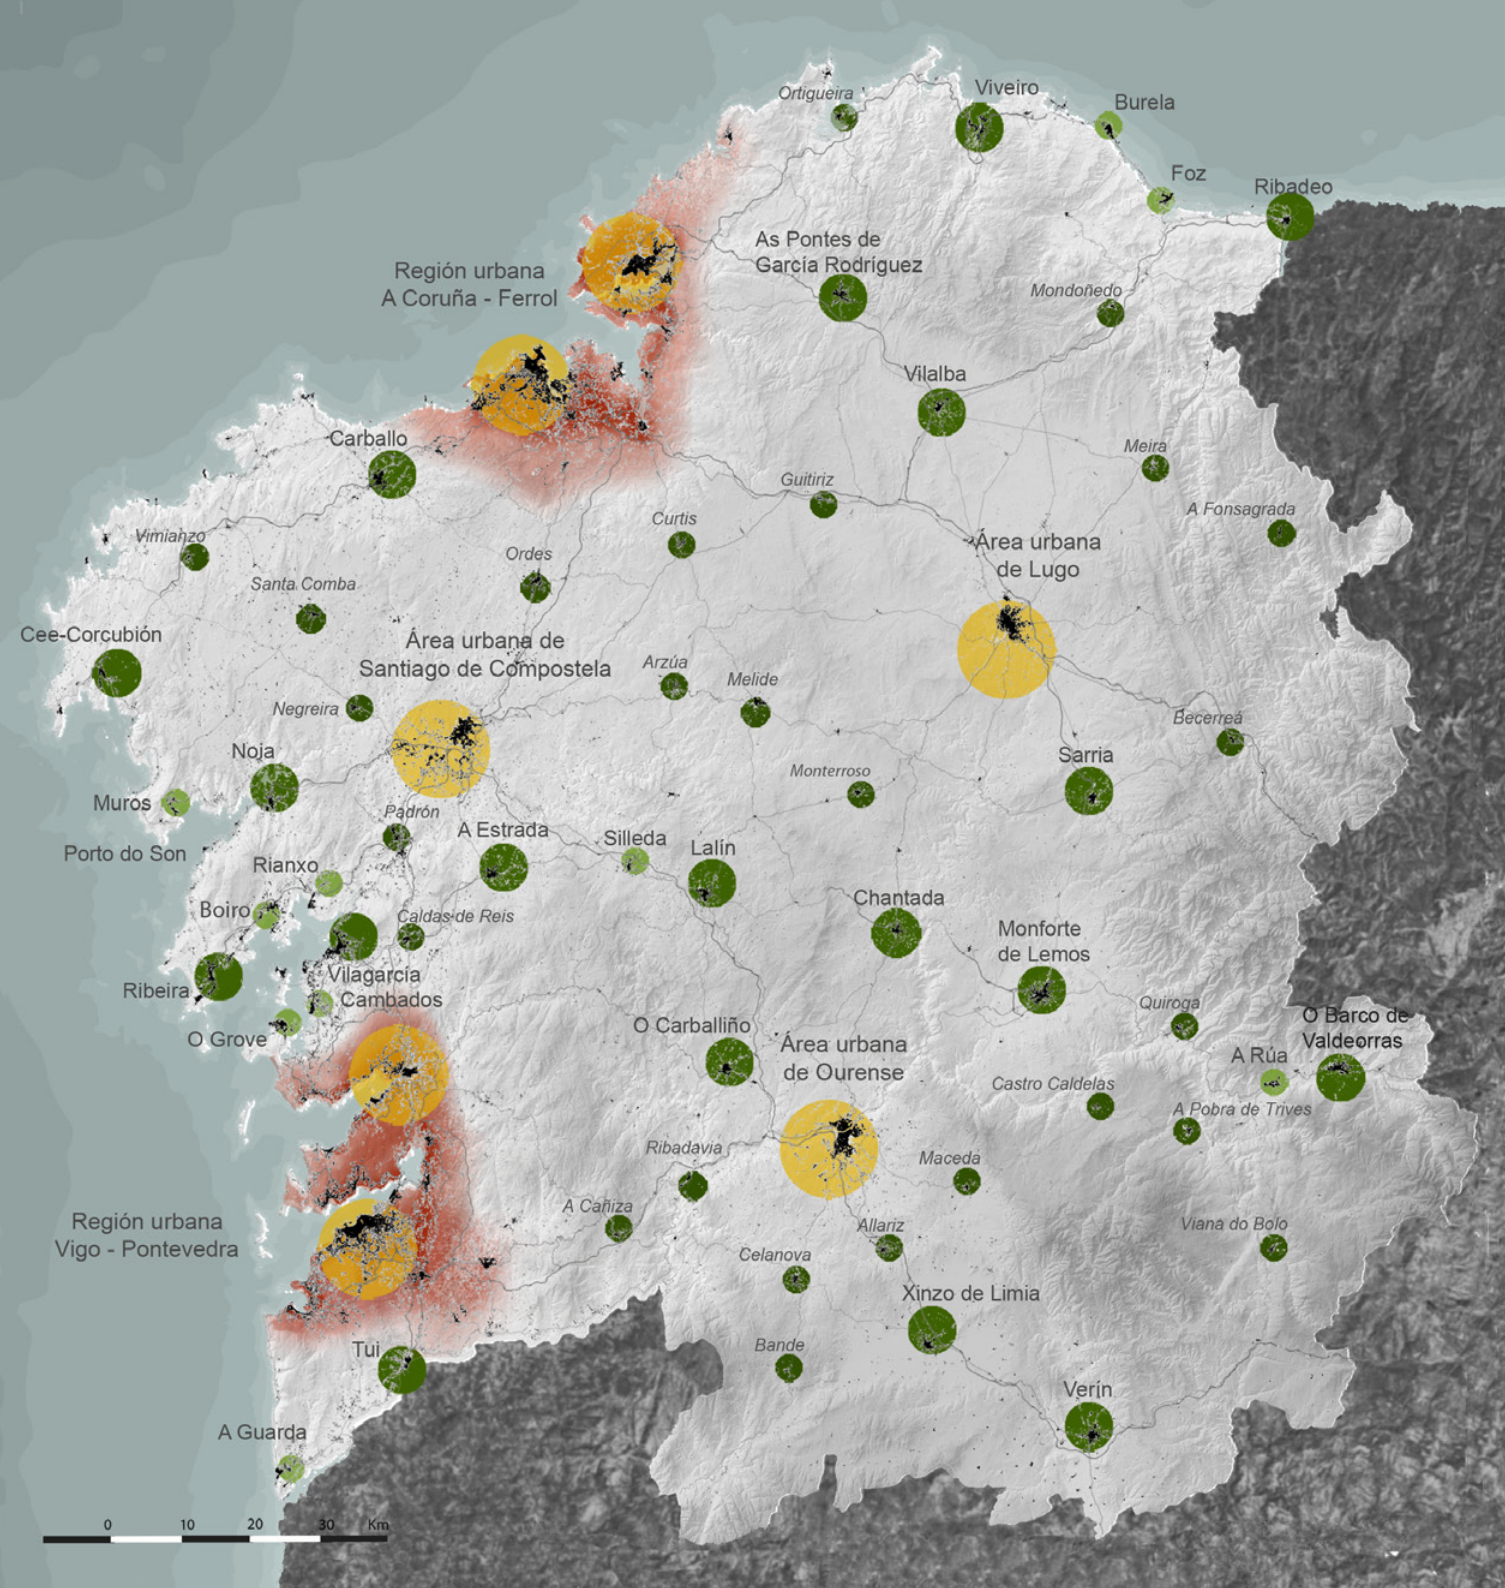 Ortigueira
Viveiro
Burela
Foz
Ribadeo
As Pontes de
García Rodríguez
Región urbana
A Coruña - Ferrol
Mondoñedo
Vilalba
Carballo
Meira
Guitiriz
A Fonsagrada
Curtis
Vimianzo
Ordes
Área urbana
de Lugo
Santa Comba
Cee-Corcubión
Área urbana de
Santiago de Compostela
Arzúa
Melide
Negreira
Becerreá
Noja
Sarria
Monterroso
Muros
Padrón
A Estrada
Silleda
Lalín
Porto do Son
Rianxo
Chantada
Boiro
Caldas de Reis
Monforte
de Lemos
Vilagarcía
Ribeira
Cambados
Quiroga
O Barco de
Valdeorras
O Grove
O Carballiño
Área urbana
de Ourense
A Rúa
Castro Caldelas
A Pobra de Trives
Ribadavia
Maceda
A Cañiza
Región urbana
Vigo - Pontevedra
Allariz
Viana do Bolo
Celanova
Xinzo de Limia
Tui
Bande
Verín
A Guarda
0 10 20 30 Km